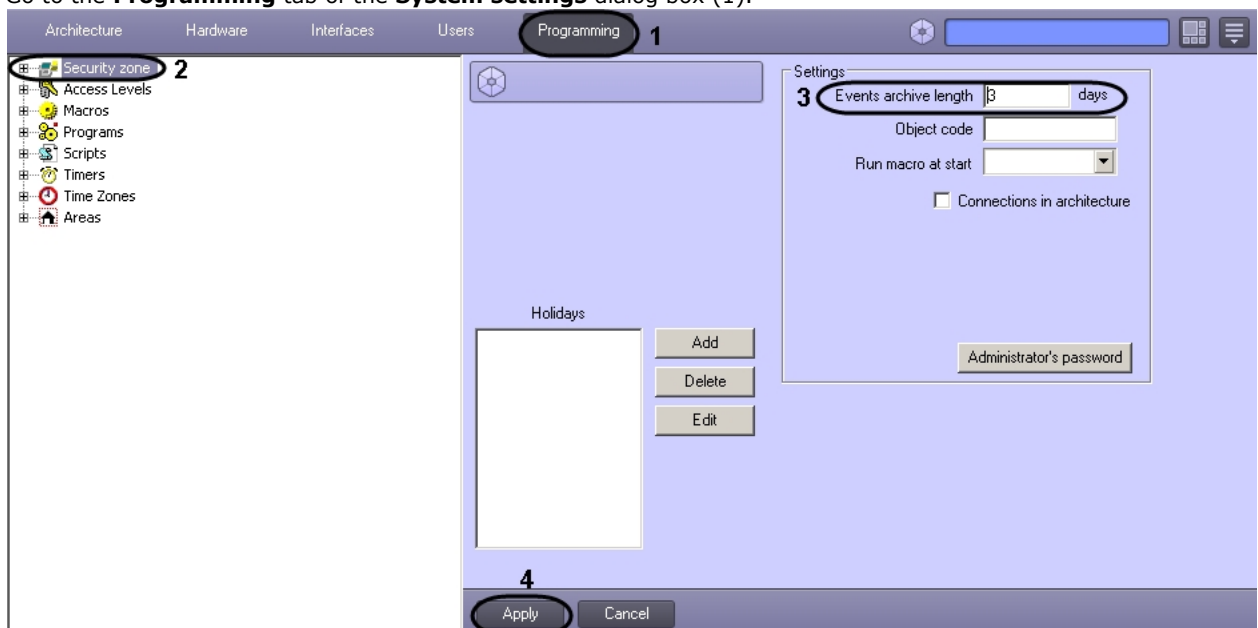 Go to the Programming tab of the System settings dialog box (1).
Architecture Hardware Interfaces Users Programming 1
Security zone 2
Access Levels
Macros
Programs
Scripts
Timers
Time Zones
Areas
Settings
3 Events archive length 3 days
Object code
Run macro at start
Connections in architecture
Administrator's password
Holidays
Add
Delete
Edit
4
Apply Cancel